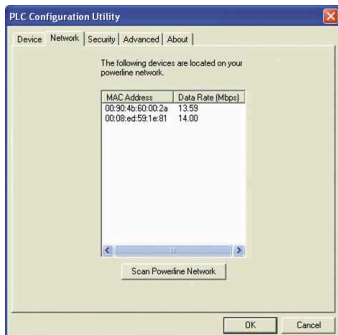 PLC Configuration Utility
Device Network Security Advanced About
The following devices are located on your
powerline network.
MAC Address Data Rate (Mbps)
00:90:4b:60:00:2a 13.59
00:08:ed:59:1e:81 14.00
Scan Powerline Network
OK Cancel